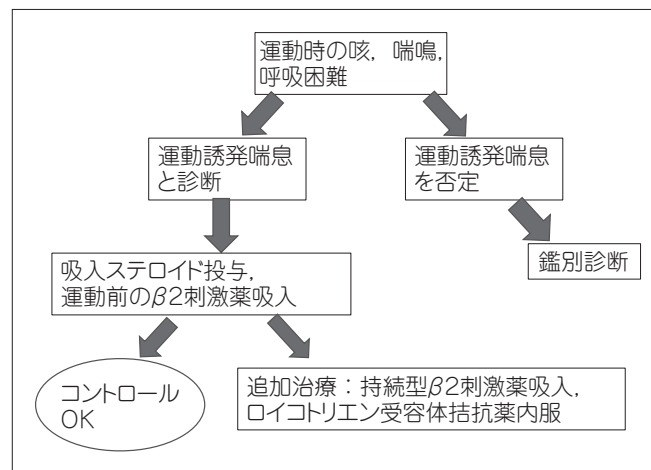 運動時の咳，喘鳴，
呼吸困難
運動誘発喘息
と診断
運動誘発喘息
を否定
吸入ステロイド投与，
運動前のβ2刺激薬吸入
鑑別診断
コントロール
OK
追加治療：持続型β2刺激薬吸入，
ロイコトリエン受容体拮抗薬内服